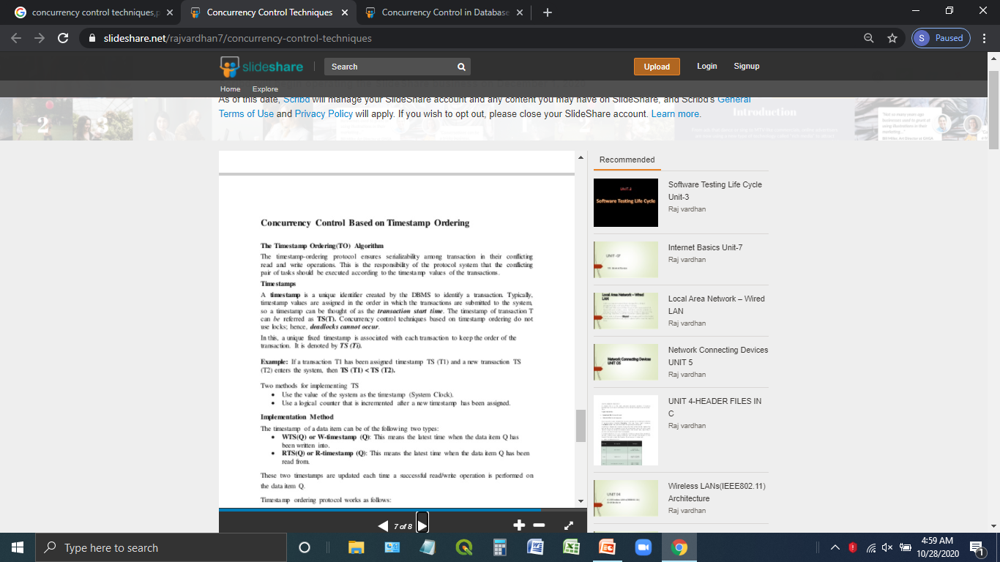 concurrency control techniques,p
Concurrency Control Techniques
Concurrency Control in Database
slideshare.net/rajvardhan7/concurrency-control-techniques
S Paused
slideshare
Search
Upload
Login
Signup
Home
Explore
As of this date, Scribd will manage your SlideShare account and any content you may have on SlideShare, and Scribd's General
Terms of Use and Privacy Policy will apply. If you wish to opt out, please close your SlideShare account. Learn more.
2
3
Introduction
Concurrency Control Based on Timestamp Ordering
The Timestamp Ordering(TO) Algorithm
The timestamp-ordering protocol ensures serializability among transaction in their conflicting
read and write operations. This is the responsibility of the protocol system that the conflicting
pair of tasks should be executed according to the timestamp values of the transactions.
Timestamps
A timestamp is a unique identifier created by the DBMS to identify a transaction. Typically,
timestamp values are assigned in the order in which the transactions are submitted to the system,
so a timestamp can be thought of as the transaction start time. The timestamp of transaction T
can be referred as TS(T). Concurrency control techniques based on timestamp ordering do not
use locks; hence, deadlocks cannot occur.
In this, a unique fixed timestamp is associated with each transaction to keep the order of the
transaction. It is denoted by TS (Ti).
Example: If a transaction T1 has been assigned timestamp TS (T1) and a new transaction TS
(T2) enters the system, then TS (T1) < TS (T2).
Two methods for implementing TS
• Use the value of the system as the timestamp (System Clock).
• Use a logical counter that is incremented after a new timestamp has been assigned.
Implementation Method
The timestamp of a data item can be of the following two types:
• WTS(Q) or W-timestamp (Q): This means the latest time when the data item Q has
been written into.
• RTS(Q) or R-timestamp (Q): This means the latest time when the data item Q has been
read from.
These two timestamps are updated each time a successful read/write operation is performed on
the data item Q.
Timestamp ordering protocol works as follows:
7 of 8
Recommended
UNIT-3
Software Testing Life Cycle
Software Testing Life Cycle
Unit-3
Raj vardhan
UNIT -07
Internet Basics Unit-7
Raj vardhan
Local Area Network – Wired
LAN
Local Area Network – Wired
LAN
Raj vardhan
Network Connecting Devices
UNIT 05
Network Connecting Devices
UNIT 5
Raj vardhan
UNIT 4-HEADER FILES IN
C
Raj vardhan
UNIT 04
Wireless LANs(IEEE802.11)
Architecture
Raj vardhan
Type here to search
4:59 AM
10/28/2020
1